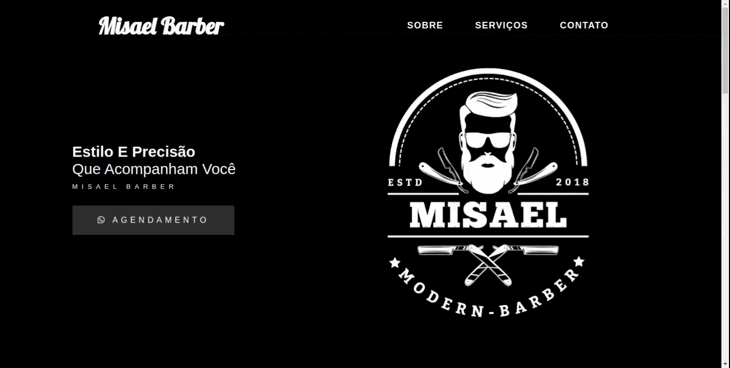 Misael Barber
SOBRE
SERVIÇOS
CONTATO
Estilo E Precisão
Que Acompanham Você
MISAEL BARBER
AGENDAMENTO
ESTD
2018
MISAEL
MODERN-BARBER